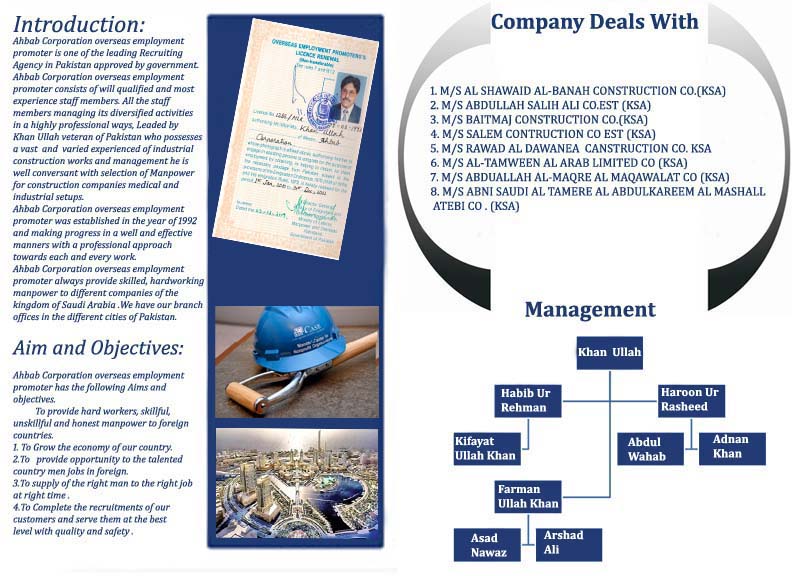 Introduction:
Ahbab Corporation overseas employment
promoter is one of the leading Recruiting
Agency in Pakistan approved by government.
Ahbab Corporation overseas employment
promoter consists of will qualified and most
experience staff members. All the staff
members managing its diversified activities
in a highly professional ways, Leaded by
Khan Ullah veteran of Pakistan who possesses
a vast and varied experienced of industrial
construction works and management he is
well conversant with selection of Manpower
for construction companies medical and
industrial setups.
Ahbab Corporation overseas employment
promoter was established in the year of 1992
and making progress in a well and effective
manners with a professional approach
towards each and every work.
Ahbab Corporation overseas employment
promoter always provide skilled, hardworking
manpower to different companies of the
kingdom of Saudi Arabia .We have our branch
offices in the different cities of Pakistan.
Aim and Objectives:
Ahbab Corporation overseas employment
promoter has the following Aims and
objectives.
To provide hard workers, skillful,
unskillful and honest manpower to foreign
countries.
1. To Grow the economy of our country.
2.To provide opportunity to the talented
country men jobs in foreign.
3.To supply of the right man to the right job
at right time .
4.To Complete the recruitments of our
customers and serve them at the best
level with quality and safety .
OVERSEAS EMPLOYMENT PROMOTER'S
LICENCE RENEWAL
(Non-transferable)
Khan Ullah
Corporation
CASE
Company Deals With
1. M/S AL SHAWAID AL-BANAH CONSTRUCTION CO.(KSA)
2. M/S ABDULLAH SALIH ALI CO.EST (KSA)
3. M/S BAITMAJ CONSTRUCTION CO.(KSA)
4. M/S SALEM CONTRUCTION CO EST (KSA)
5. M/S RAWAD AL DAWANEA CANSTRUCTION CO. KSA
6. M/S AL-TAMWEEN AL ARAB LIMITED CO (KSA)
7. M/S ABDUALLAH AL-MAQRE AL MAQAWALAT CO (KSA)
8. M/S ABNI SAUDI AL TAMERE AL ABDULKAREEM AL MASHALL
ATEBI CO . (KSA)
Management
Khan Ullah
Habib Ur
Rehman
Haroon Ur
Rasheed
Kifayat
Ullah Khan
Abdul
Wahab
Adnan
Khan
Farman
Ullah Khan
Asad
Nawaz
Arshad
Ali